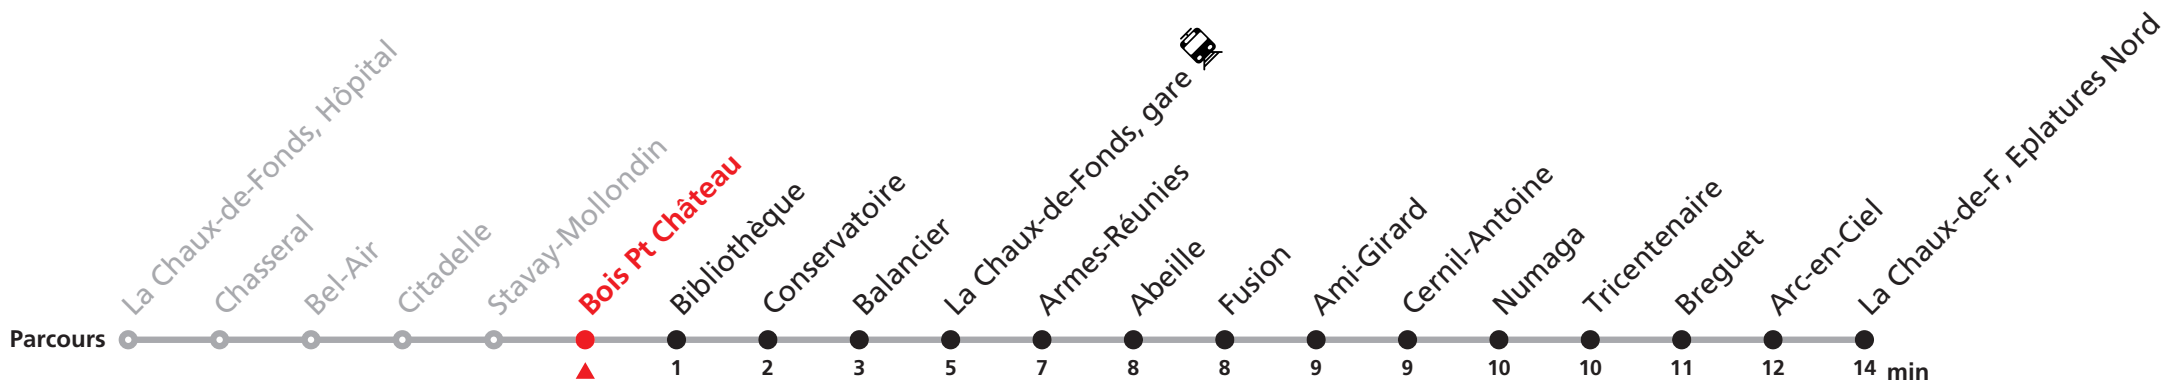 La Chaux-de-Fonds, Hôpital
Chasseral
Bel-Air
Citadelle
Stavay-Mollondin
Bois Pt Château
Bibliothèque
Conservatoire
Balancier
La Chaux-de-Fonds, gare
Armes-Réunies
Abeille
Fusion
Ami-Girard
Cernil-Antoine
Numaga
Tricentenaire
Breguet
Arc-en-Ciel
La Chaux-de-F, Eplatures Nord
Parcours
1 2 3 5 7 8 8 9 9 10 10 11 12 14 min